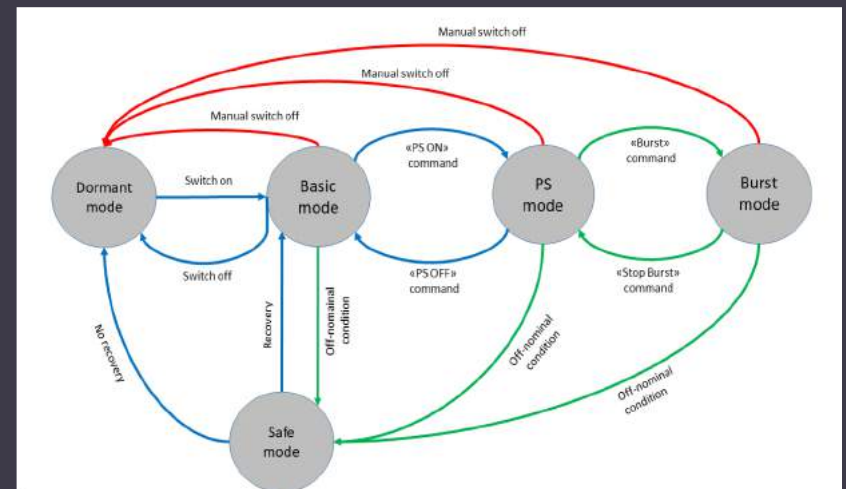 Manual switch off
Manual switch off
Manual switch off
«PS ON»
command
«Burst»
command
Dormant
mode
Switch on
Basic
mode
PS
mode
Burst
mode
Switch off
«PS OFF»
command
«Stop Burst»
command
No recovery
Recovery
Off-nomainal
condition
Off-nominal
condition
Off-nominal
condition
Safe
mode